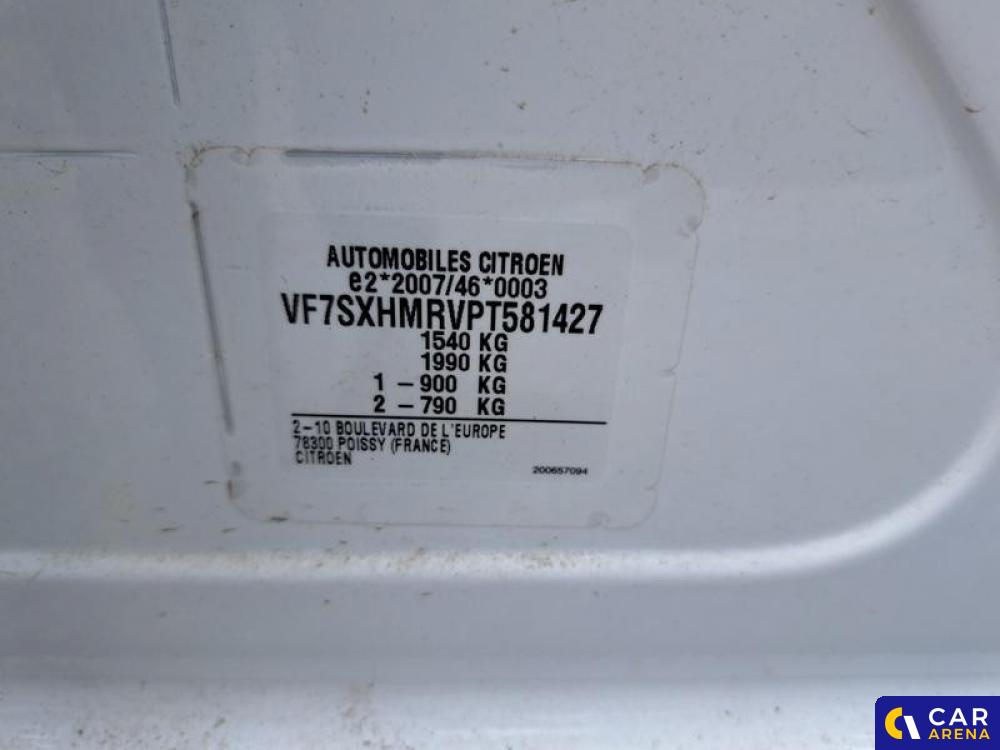 AUTOMOBILES CITROEN
e2*2007/46*0003
VF7SXHMRVPT581427
1540 KG
1990 KG
1 – 900 KG
2 – 790 KG
2–10 BOULEVARD DE L'EUROPE
78300 POISSY (FRANCE)
CITROEN
200657094
CAR
ARENA